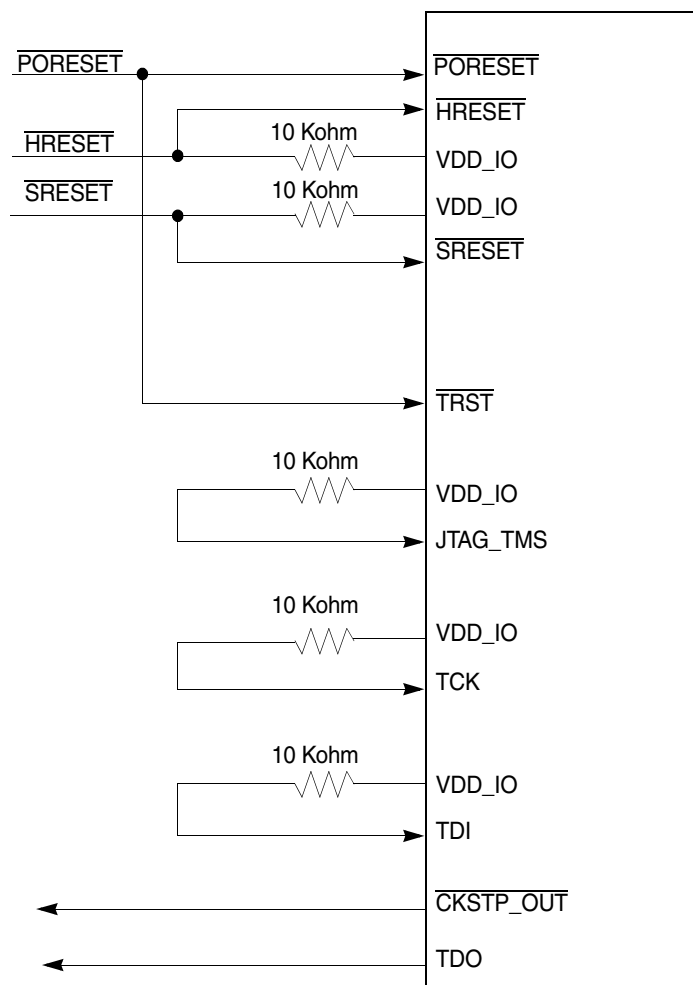 PORESET PORESET
HRESET
HRESET 10 Kohm VDD_IO
SRESET 10 Kohm VDD_IO
SRESET
TRST
10 Kohm
VDD_IO
JTAG_TMS
10 Kohm
VDD_IO
TCK
10 Kohm
VDD_IO
TDI
CKSTP_OUT
TDO